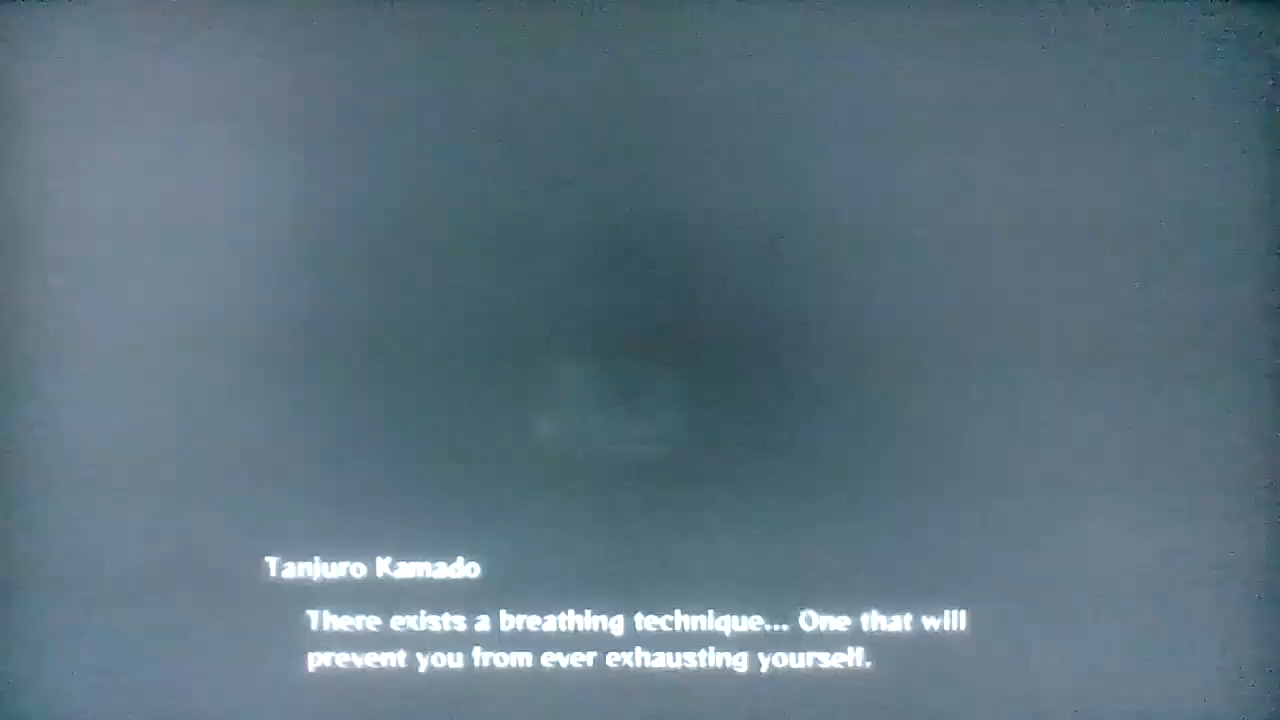 Tanjuro Kamado
There exists a breathing technique... One that will
prevent you from ever exhausting yourself.